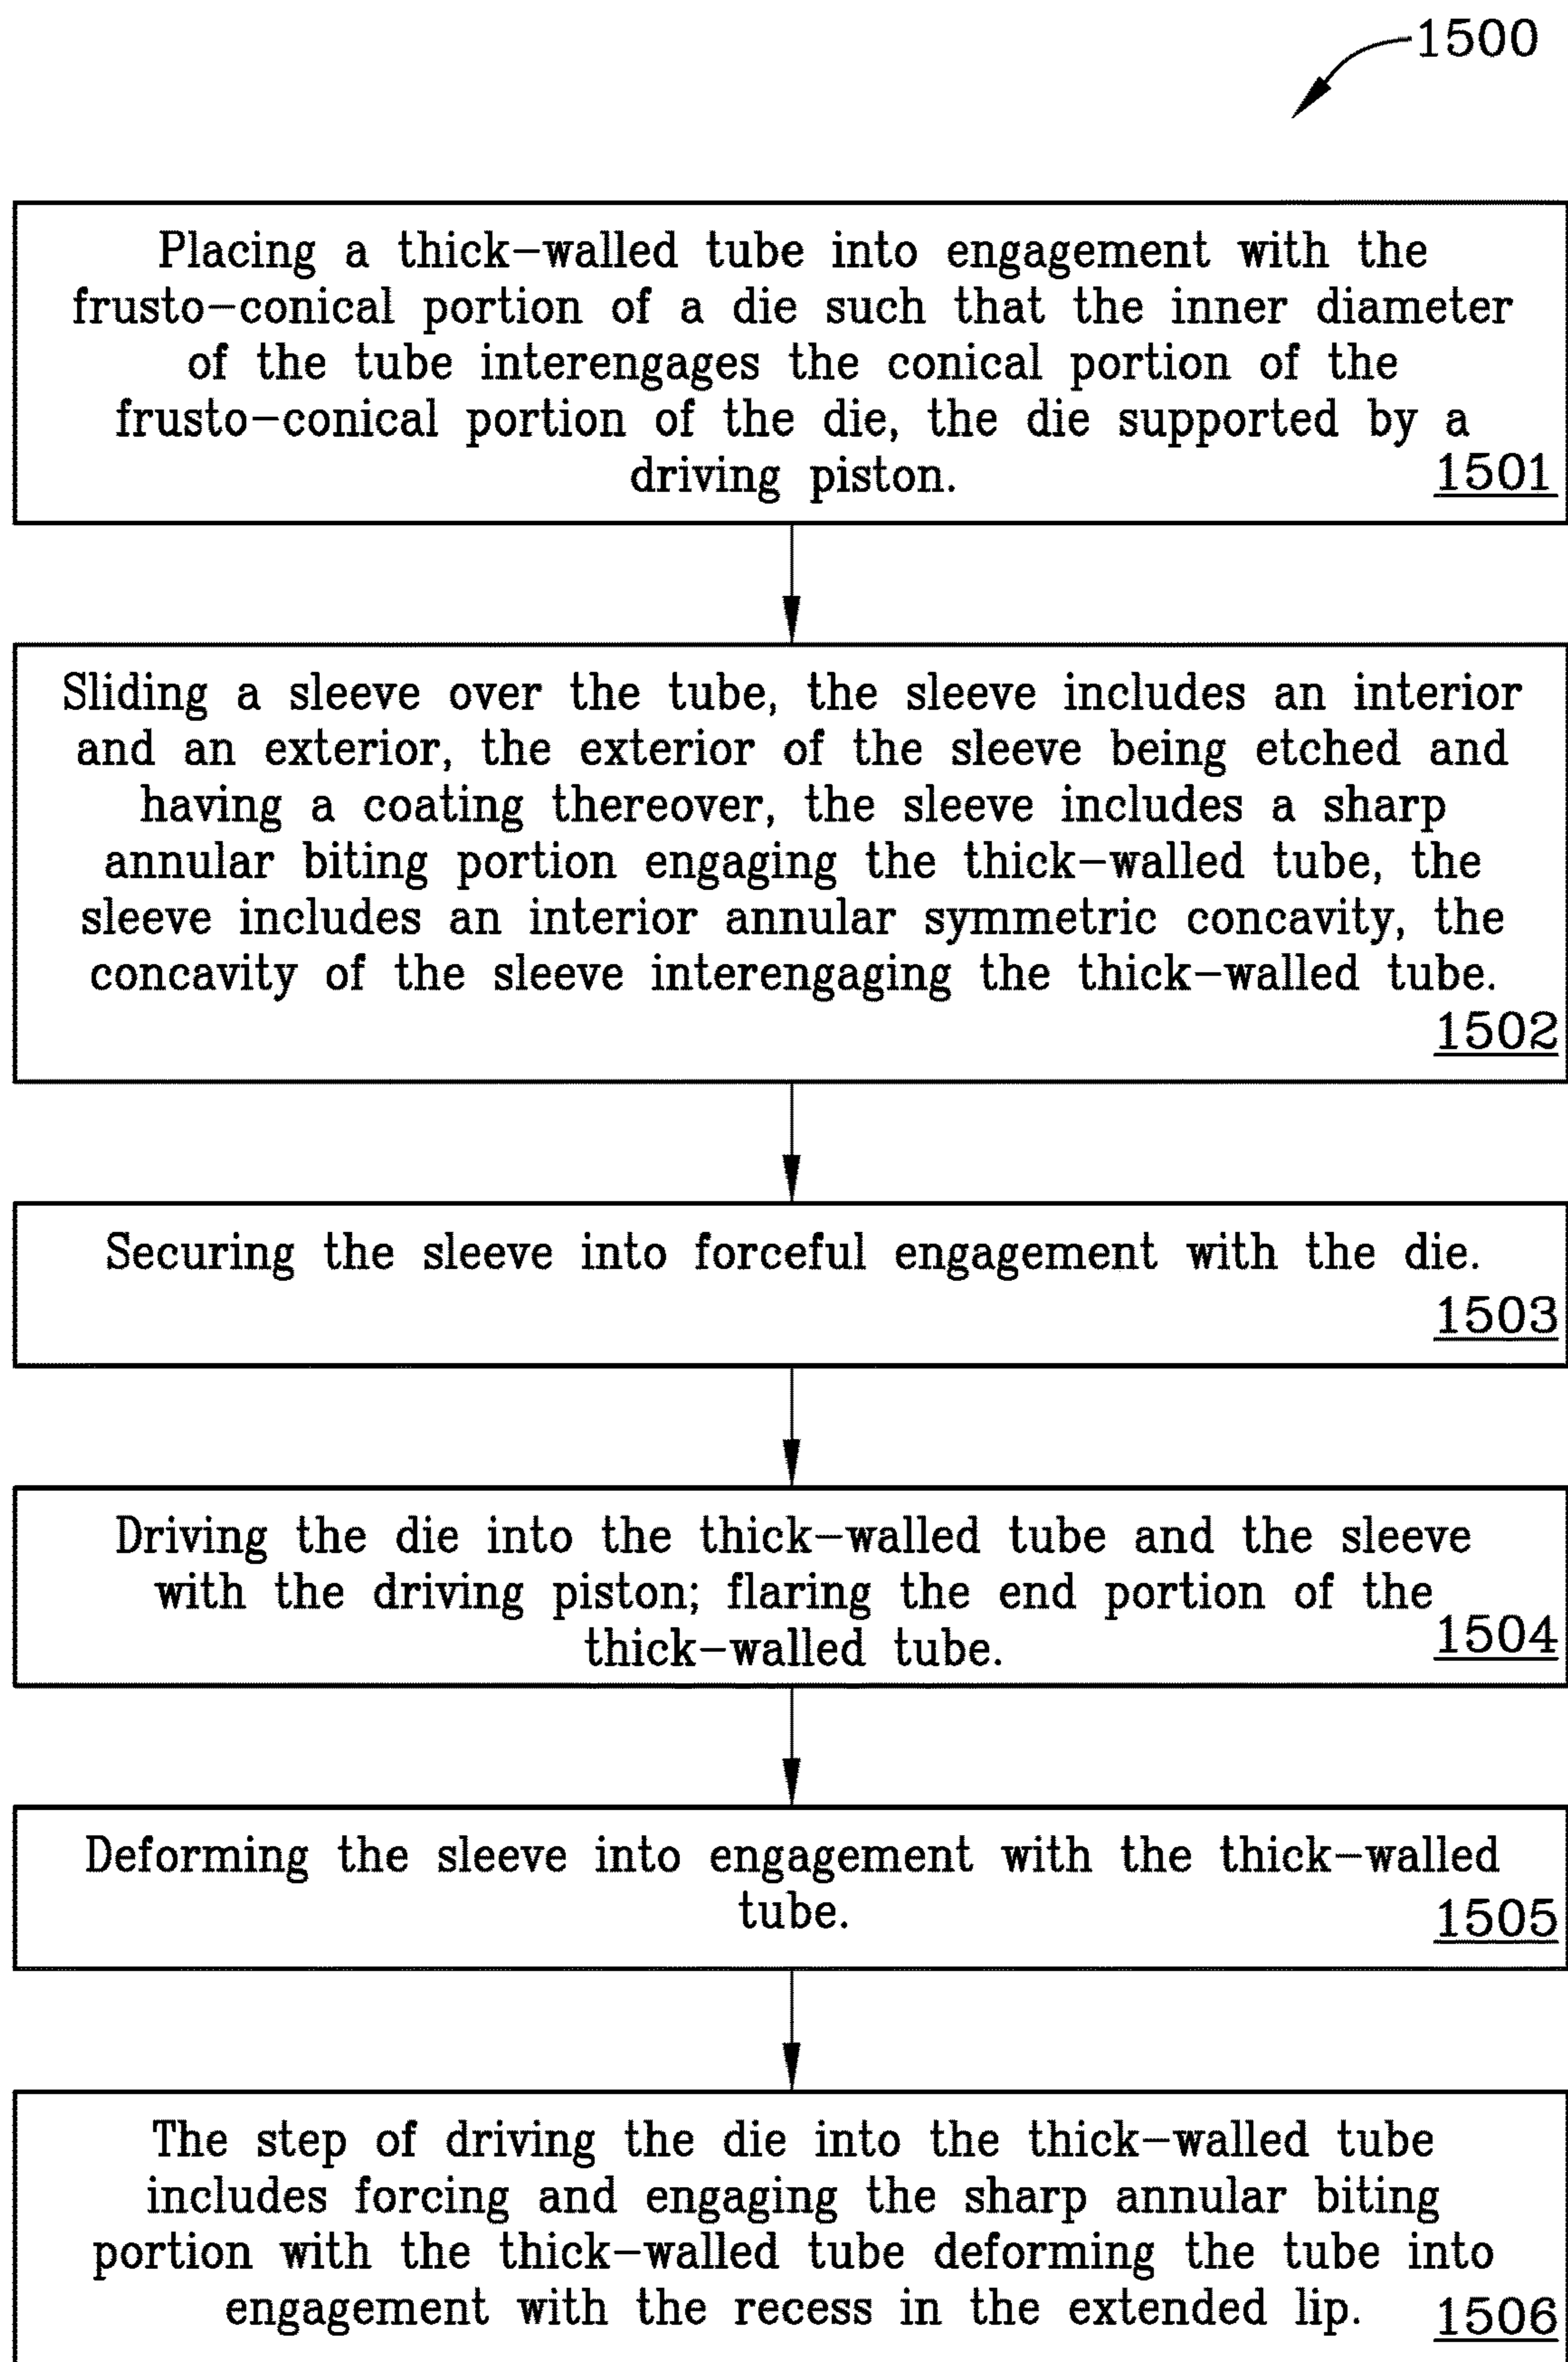 1500
Placing a thick-walled tube into engagement with the
frusto-conical portion of a die such that the inner diameter
of the tube interengages the conical portion of the
frusto-conical portion of the die, the die supported by a
driving piston.
1501
Sliding a sleeve over the tube, the sleeve includes an interior
and an exterior, the exterior of the sleeve being etched and
having a coating thereover, the sleeve includes a sharp
annular biting portion engaging the thick-walled tube, the
sleeve includes an interior annular symmetric concavity, the
concavity of the sleeve interengaging the thick-walled tube.
1502
Securing the sleeve into forceful engagement with the die.
1503
Driving the die into the thick-walled tube and the sleeve
with the driving piston; flaring the end portion of the
thick-walled tube.
1504
Deforming the sleeve into engagement with the thick-walled
tube.
1505
The step of driving the die into the thick-walled tube
includes forcing and engaging the sharp annular biting
portion with the thick-walled tube deforming the tube into
engagement with the recess in the extended lip.
1506